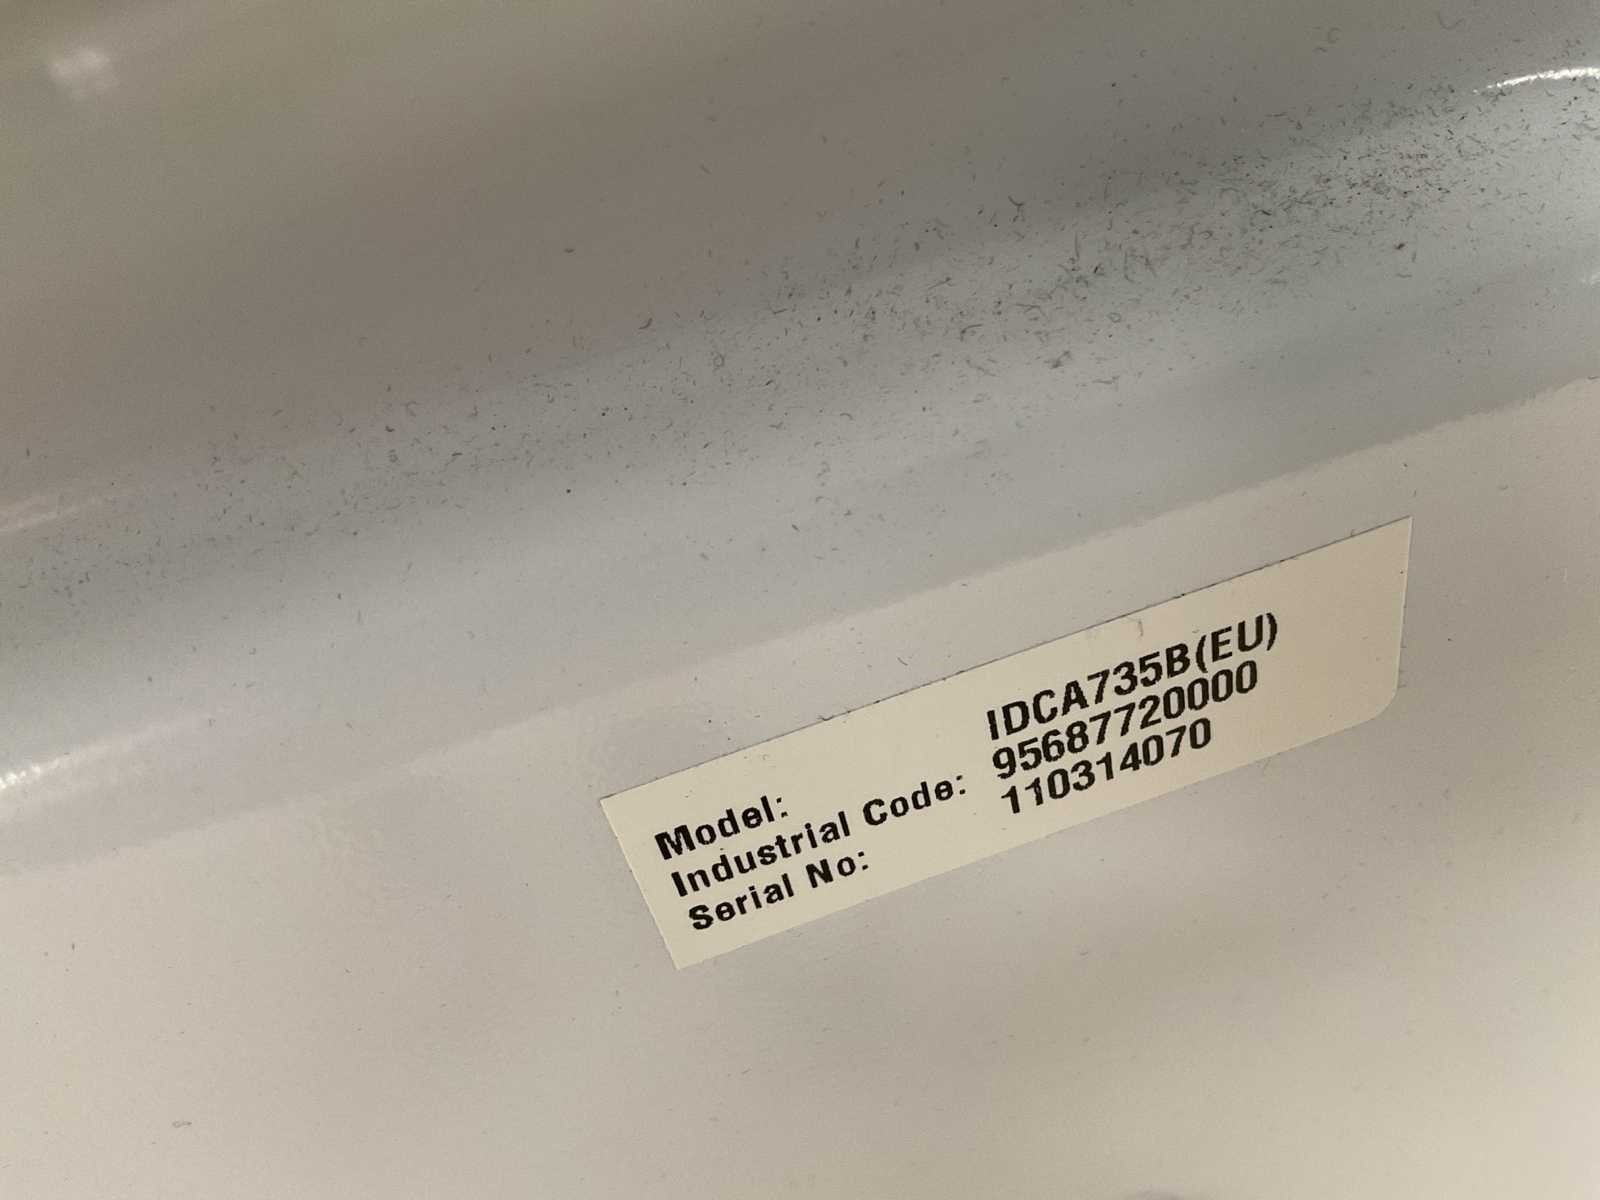 Model: IDCA735B(EU)
Industrial Code: 95687720000
Serial No: 110314070